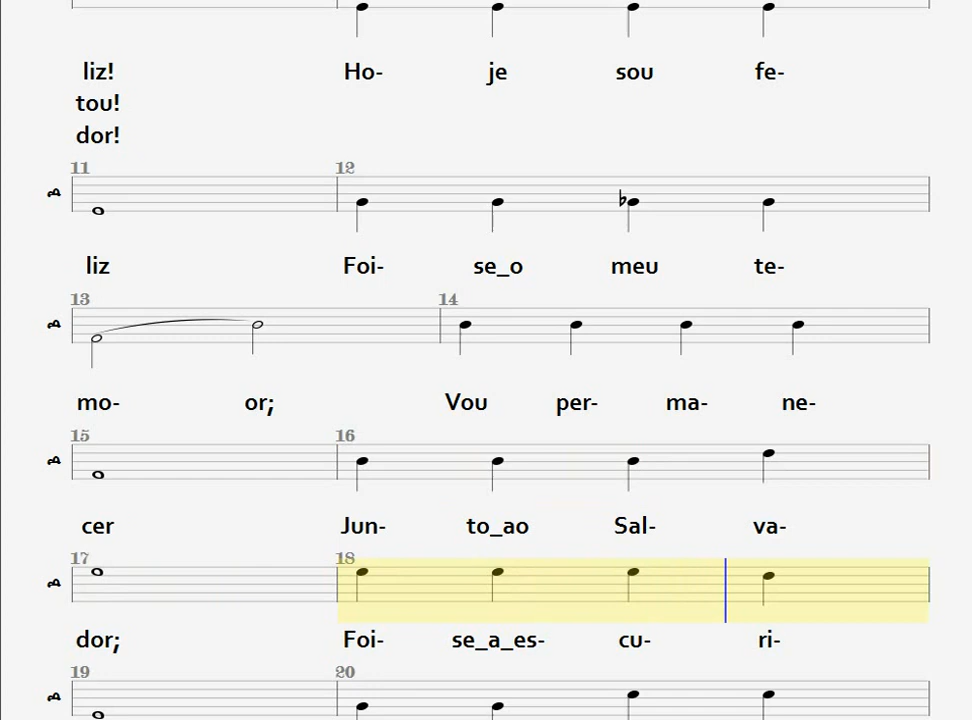 liz! Ho- je sou fe-
tou!
dor!
11 12
liz Foi- se_o meu te-
13 14
mo- or; Vou per- ma- ne-
15 16
cer Jun- to_ao Sal- va-
17 18
dor; Foi- se_a_es- cu- ri-
19 20